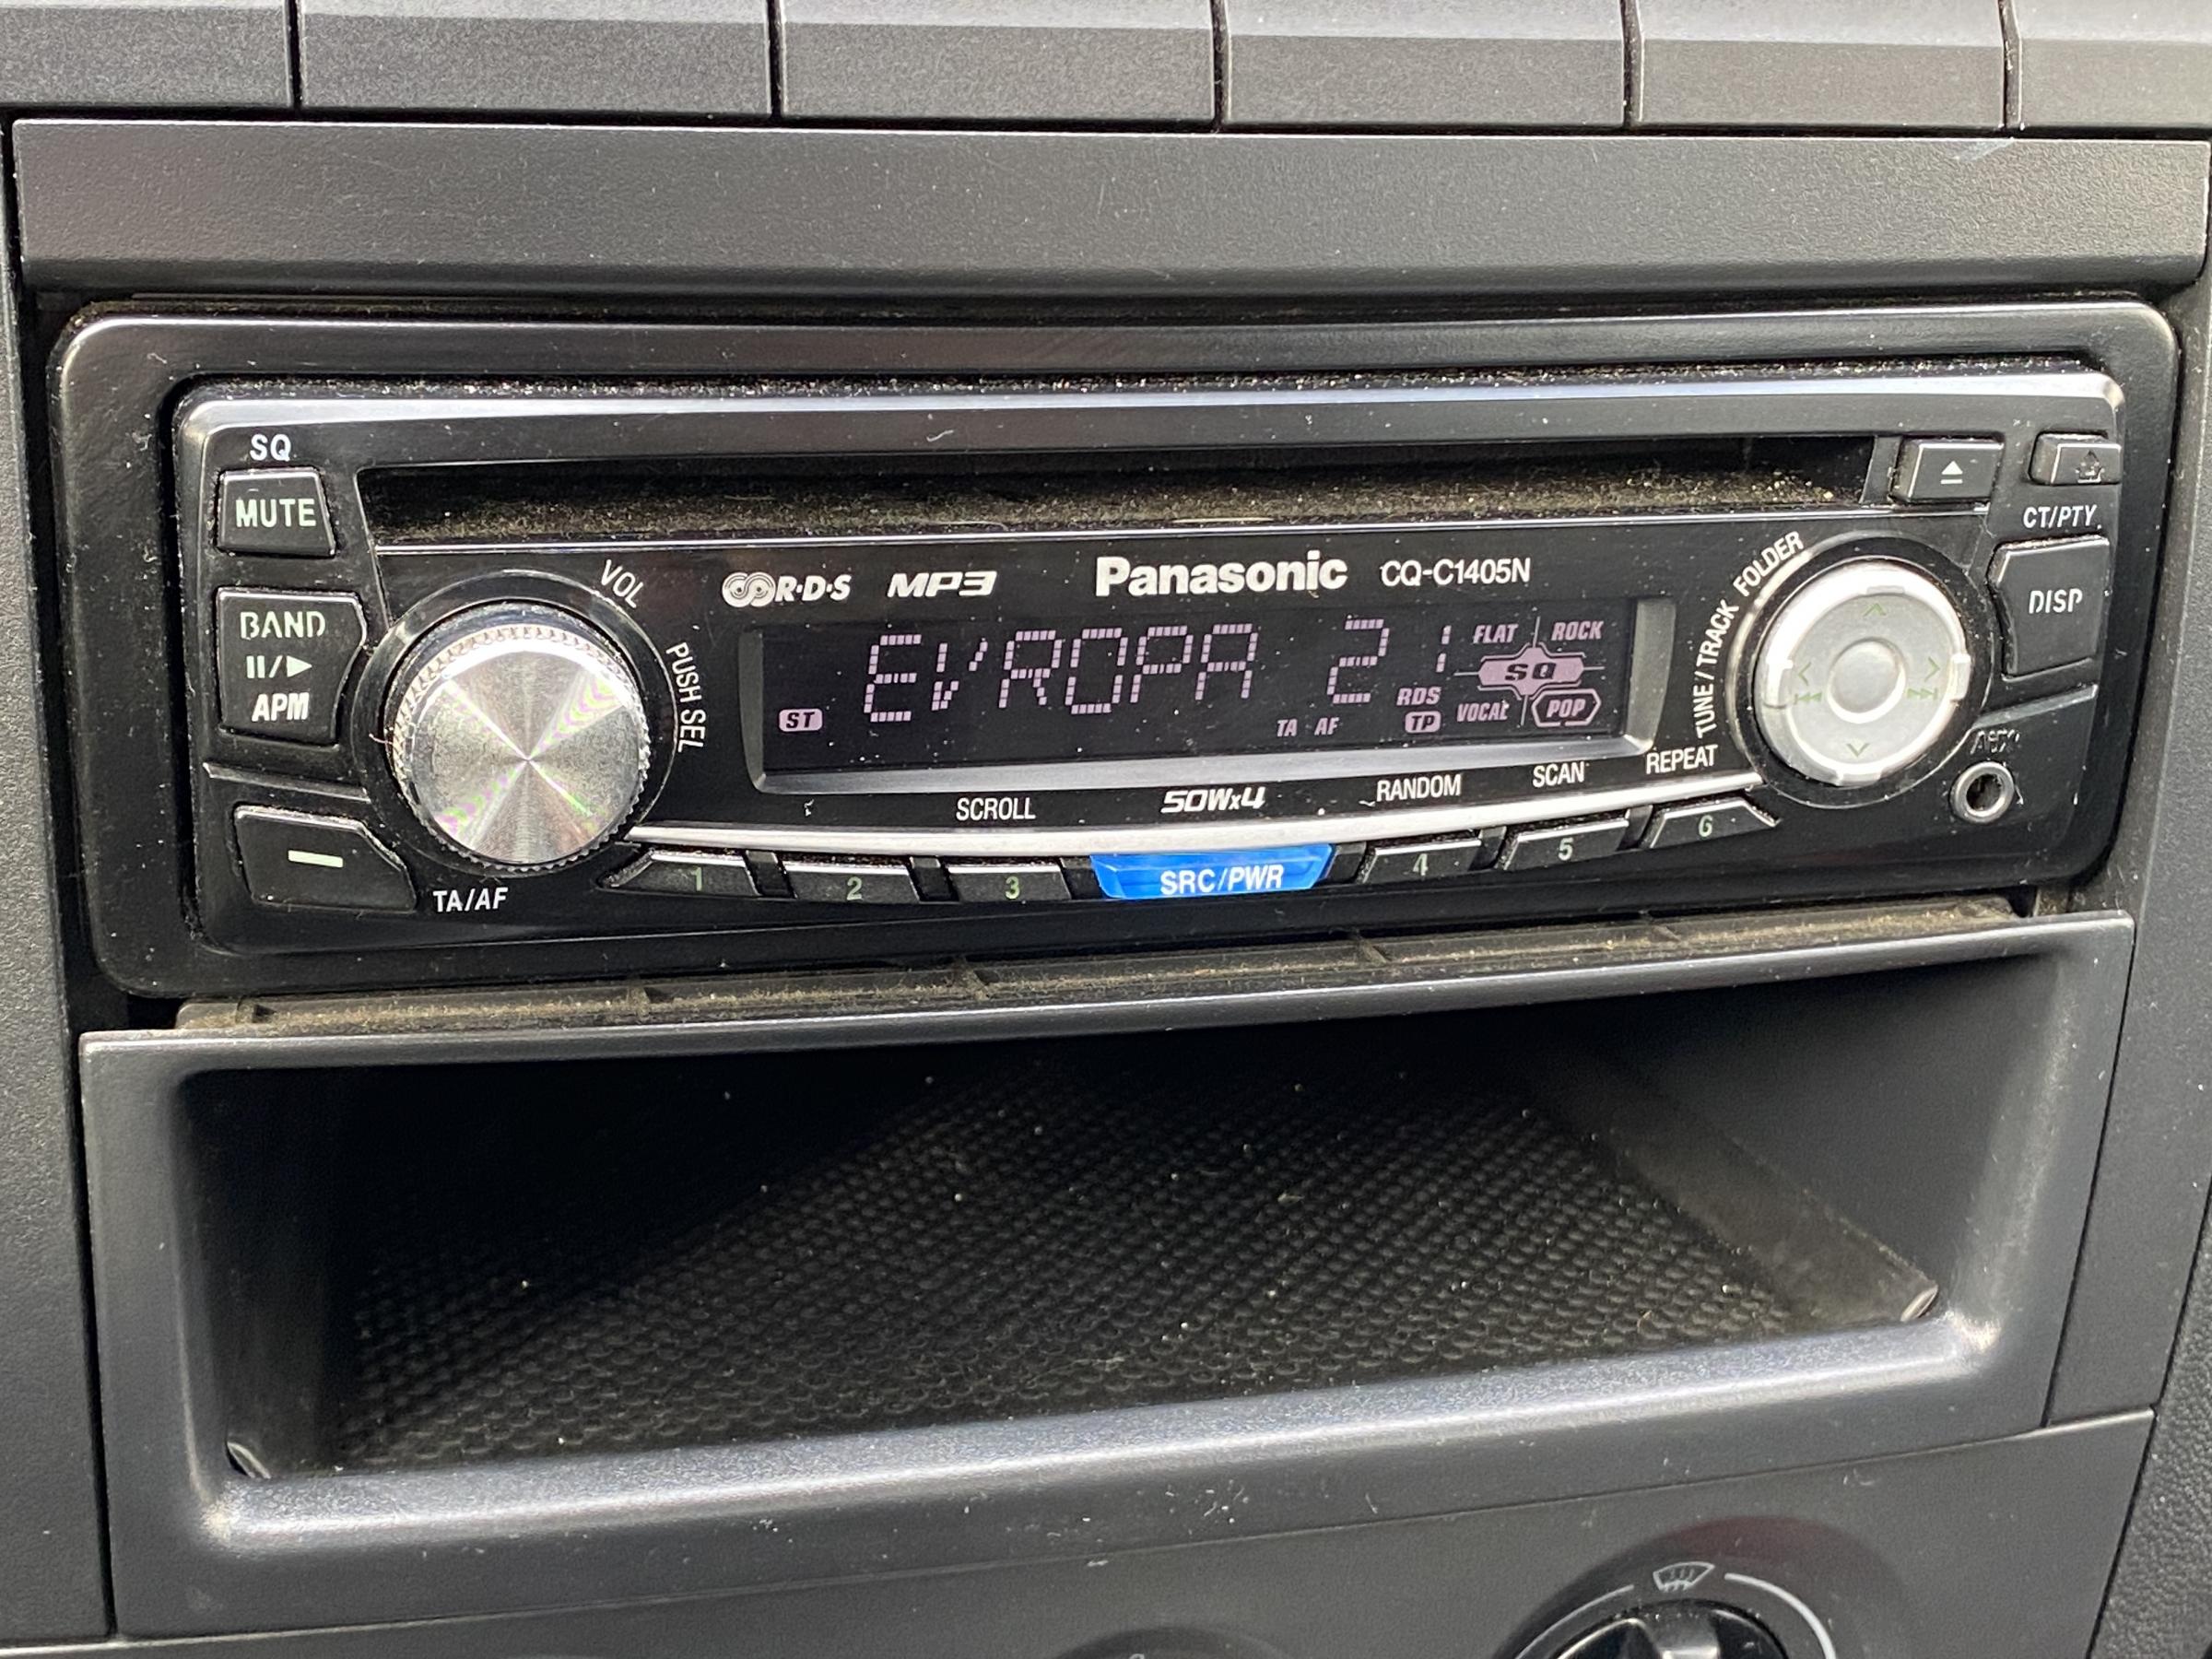 SQ
MUTE
BAND
II/▶
APM
TA/AF
VOL
PUSH SEL
R·D·S MP3 Panasonic CQ-C1405N
EVROPA 2
ST
TA AF
RDS
TP
FLAT ROCK
SQ
VOCAL POP
SCROLL 50Wx4 RANDOM SCAN REPEAT
1 2 3 SRC/PWR 4 5 6
TUNE / TRACK FOLDER
CT/PTY
DISP